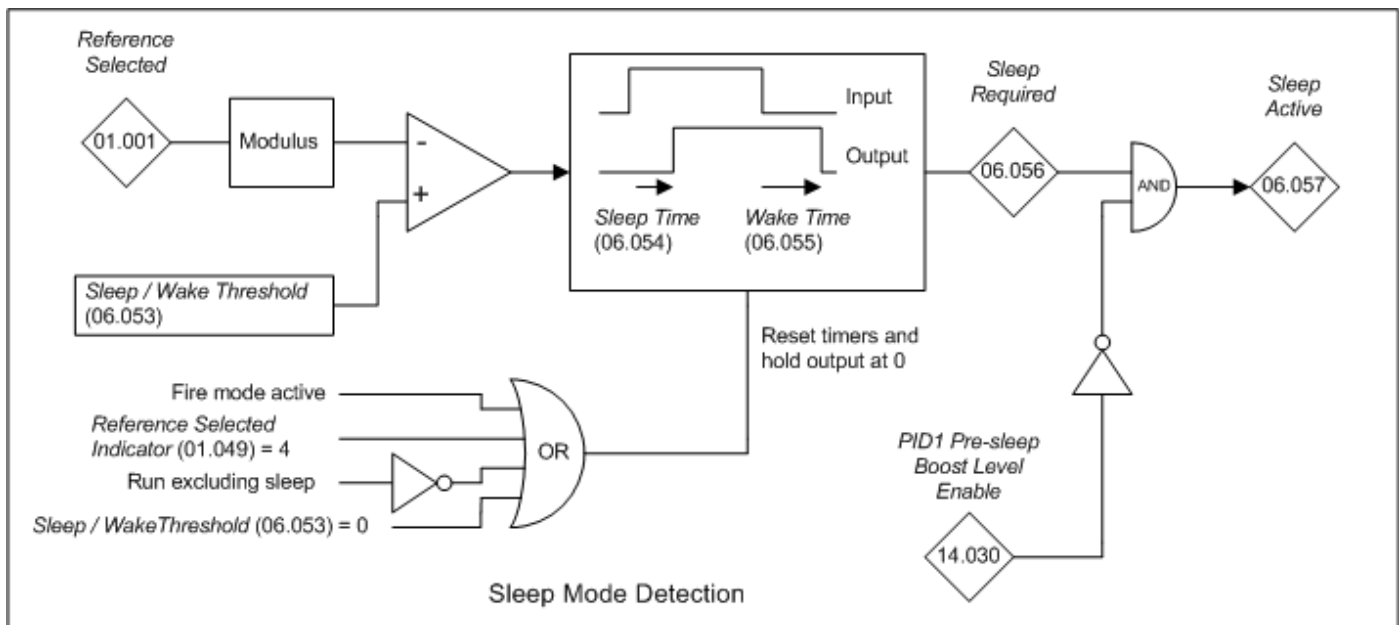 Reference
Selected
01.001
Modulus
-
+
Sleep / Wake Threshold
(06.053)
Input
Output
Sleep Time
(06.054)
Wake Time
(06.055)
Sleep
Required
06.056
AND
Sleep
Active
06.057
Reset timers and
hold output at 0
Fire mode active
Reference Selected
Indicator (01.049) = 4
Run excluding sleep
Sleep / WakeThreshold (06.053) = 0
OR
PID1 Pre-sleep
Boost Level
Enable
14.030
Sleep Mode Detection